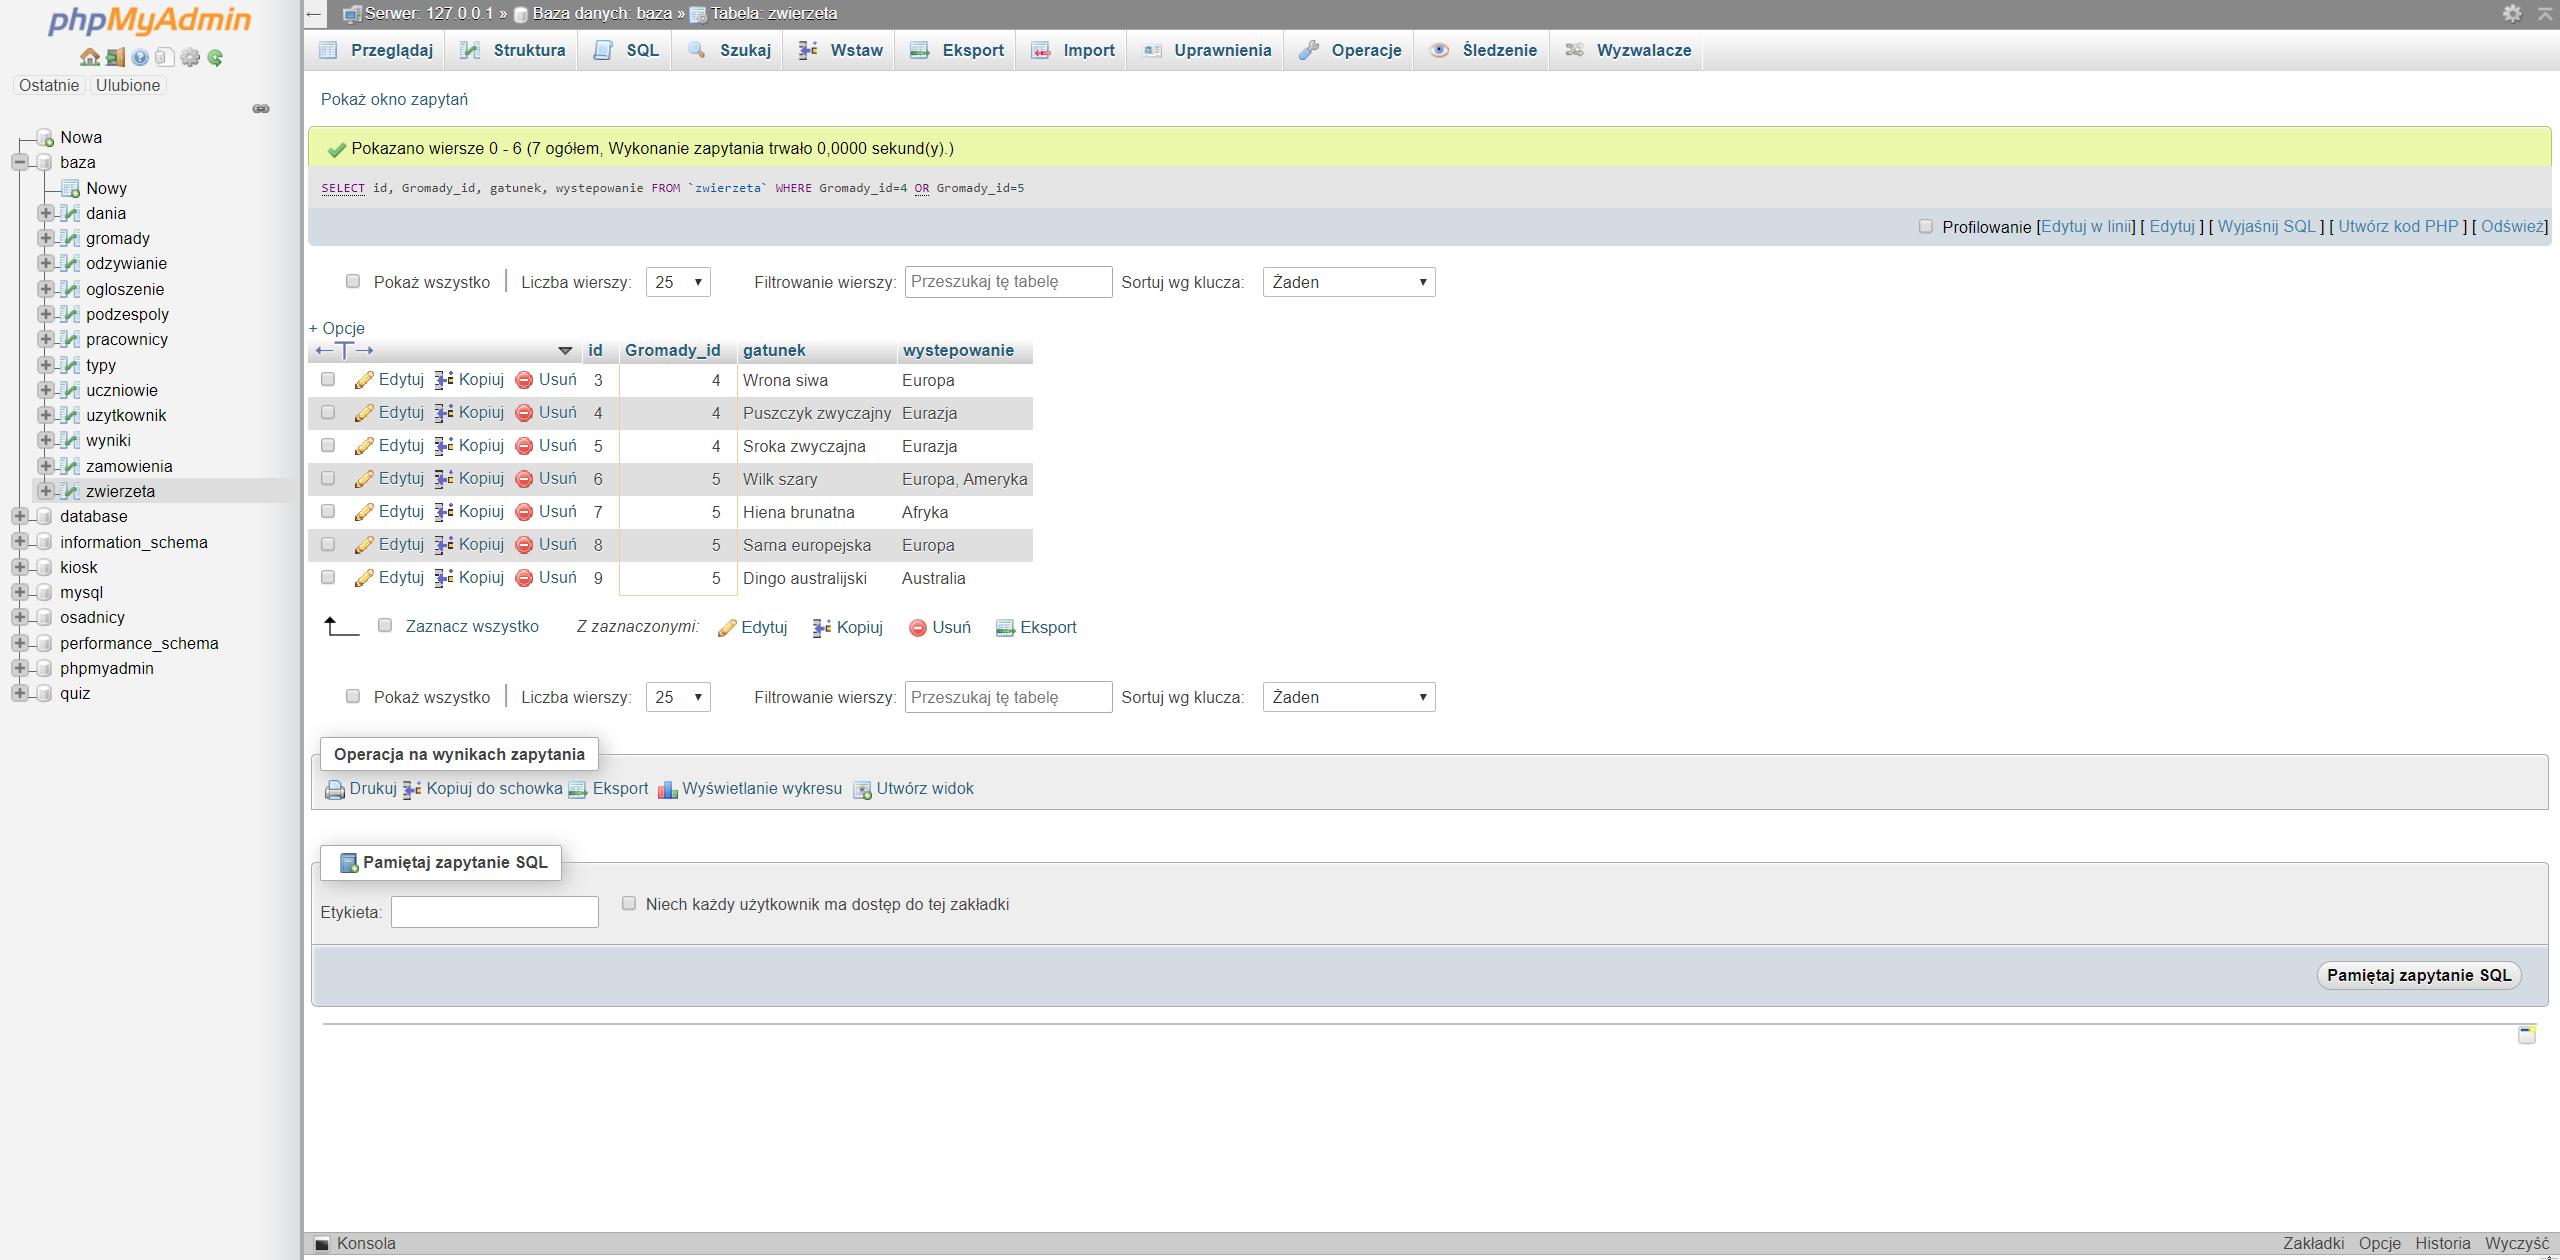 phpMyAdmin
Ostatnie Ulubione
Nowa
baza
Nowy
dania
gromady
odzywianie
ogloszenie
podzespoly
pracownicy
typy
uczniowie
uzytkownik
wyniki
zamowienia
zwierzeta
database
information_schema
kiosk
mysql
osadnicy
performance_schema
phpmyadmin
quiz
Serwer: 127.0.0.1 » Baza danych: baza » Tabela: zwierzeta
Przeglądaj Struktura SQL Szukaj Wstaw Eksport Import Uprawnienia Operacje Śledzenie Wyzwalacze
Pokaż okno zapytań
Pokazano wiersze 0 - 6 (7 ogółem, Wykonanie zapytania trwało 0,0000 sekund(y).)
SELECT id, Gromady_id, gatunek, wystepowanie FROM `zwierzeta` WHERE Gromady_id=4 OR Gromady_id=5
Profilowanie [Edytuj w linii] [ Edytuj ] [ Wyjaśnij SQL ] [ Utwórz kod PHP ] [ Odśwież]
Pokaż wszystko | Liczba wierszy: 25 Filtrowanie wierszy: Przeszukaj tę tabelę Sortuj wg klucza: Żaden
+ Opcje
←T→ id Gromady_id gatunek wystepowanie
Edytuj Kopiuj Usuń 3 4 Wrona siwa Europa
Edytuj Kopiuj Usuń 4 4 Puszczyk zwyczajny Eurazja
Edytuj Kopiuj Usuń 5 4 Sroka zwyczajna Eurazja
Edytuj Kopiuj Usuń 6 5 Wilk szary Europa, Ameryka
Edytuj Kopiuj Usuń 7 5 Hiena brunatna Afryka
Edytuj Kopiuj Usuń 8 5 Sarna europejska Europa
Edytuj Kopiuj Usuń 9 5 Dingo australijski Australia
Zaznacz wszystko Z zaznaczonymi: Edytuj Kopiuj Usuń Eksport
Pokaż wszystko | Liczba wierszy: 25 Filtrowanie wierszy: Przeszukaj tę tabelę Sortuj wg klucza: Żaden
Operacja na wynikach zapytania
Drukuj Kopiuj do schowka Eksport Wyświetlanie wykresu Utwórz widok
Pamiętaj zapytanie SQL
Etykieta: Niech każdy użytkownik ma dostęp do tej zakładki
Pamiętaj zapytanie SQL
Konsola Zakładki Opcje Historia Wyczyść